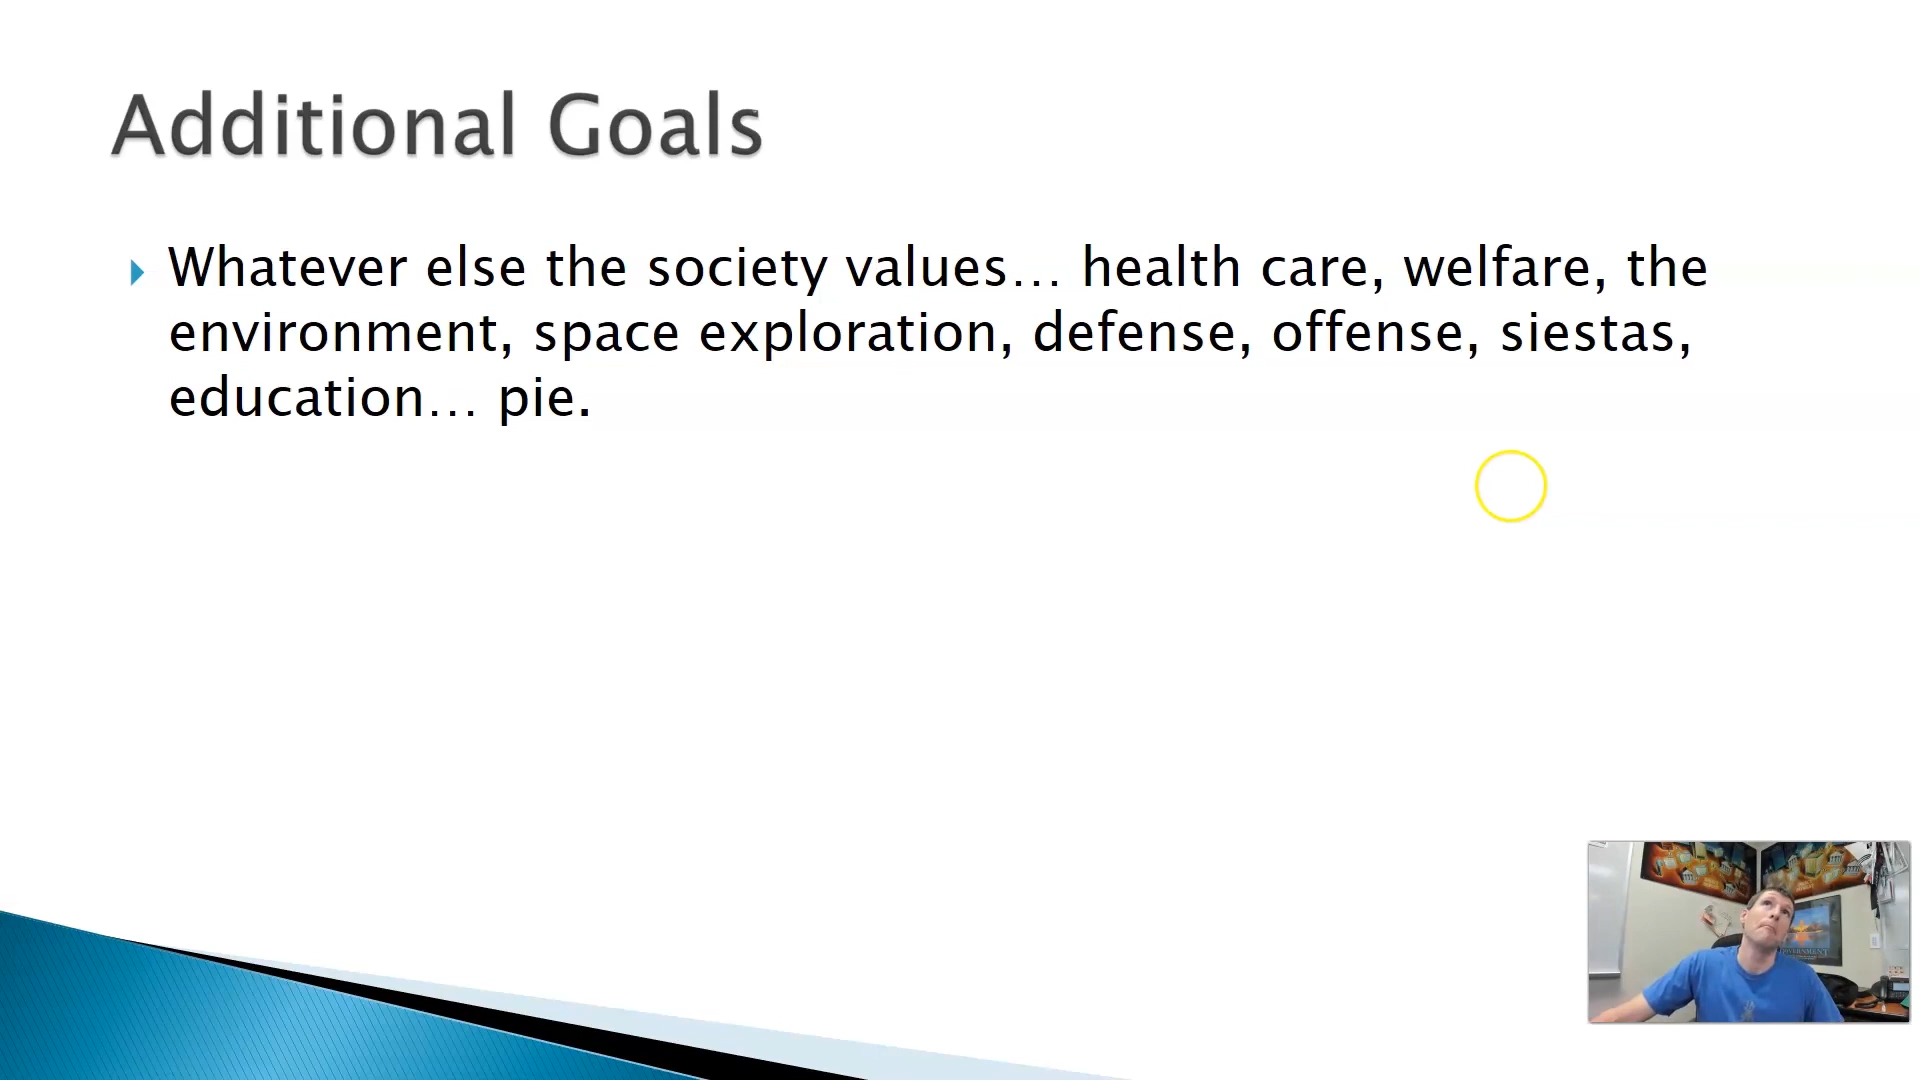 Additional Goals
Whatever else the society values… health care, welfare, the
environment, space exploration, defense, offense, siestas,
education… pie.